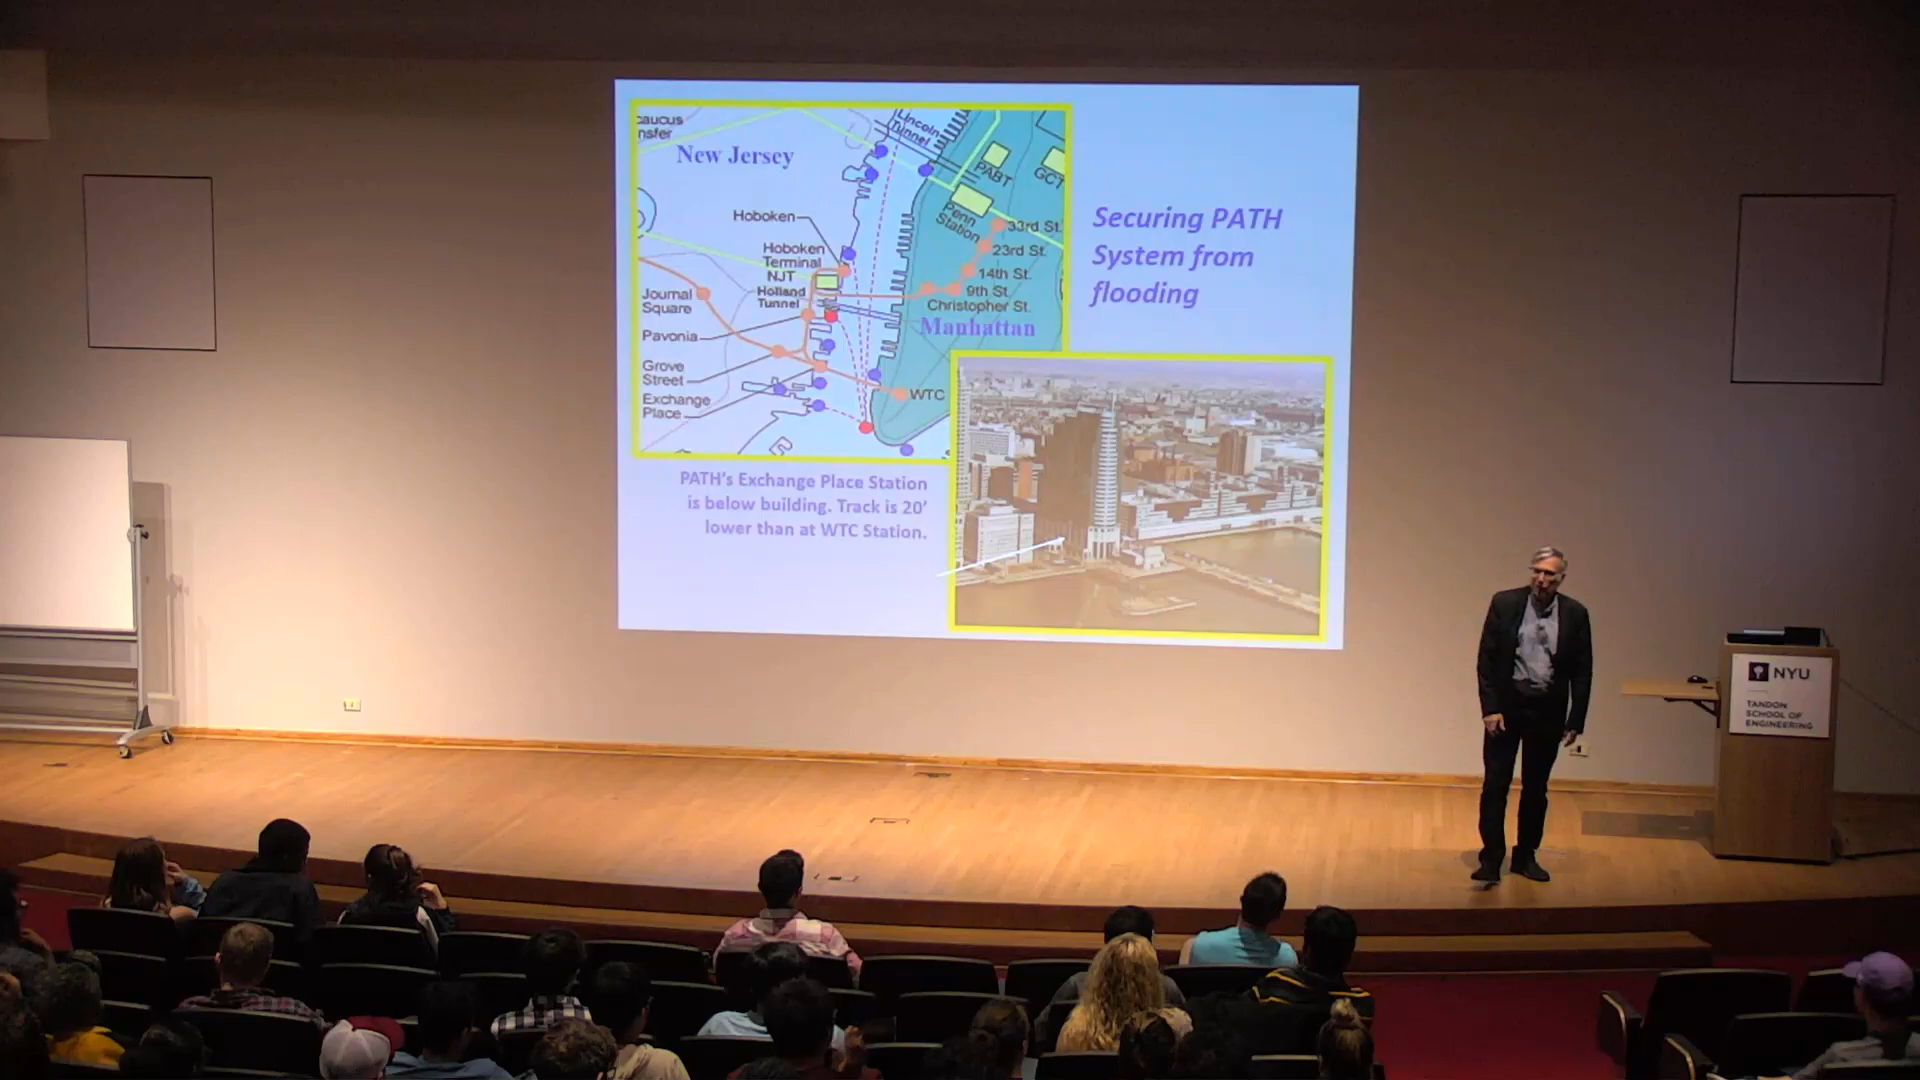 caucus
nsfer
New Jersey
Lincoln
Tunnel
PABT
GCT
Penn
Station
33rd St.
23rd St.
14th St.
9th St.
Christopher St.
Manhattan
Hoboken
Hoboken
Terminal
NJT
Holland
Tunnel
Journal
Square
Pavonia
Grove
Street
Exchange
Place
WTC
Securing PATH
System from
flooding
PATH's Exchange Place Station
is below building. Track is 20'
lower than at WTC Station.
NYU
TANDON
SCHOOL OF
ENGINEERING